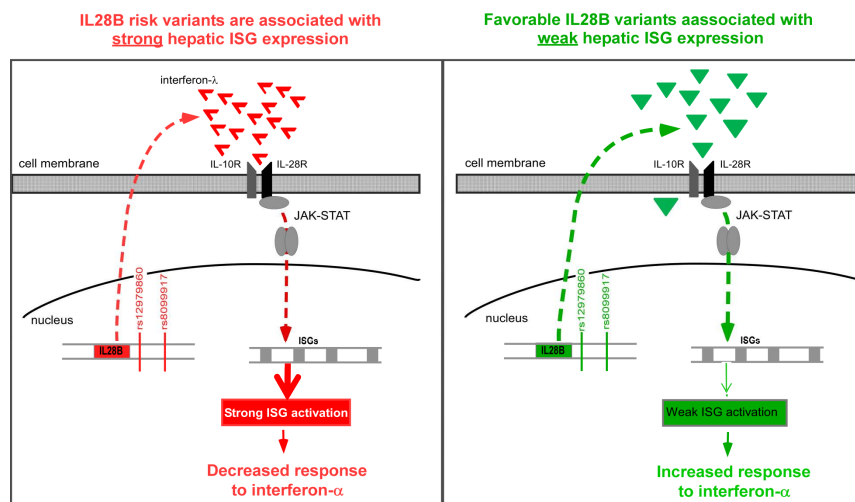 IL28B risk variants are associated with
strong hepatic ISG expression
interferon-λ
cell membrane
IL-10R
IL-28R
JAK-STAT
nucleus
rs12979860
rs8099917
IL28B
ISGs
Strong ISG activation
Decreased response
to interferon-α
Favorable IL28B variants aassociated with
weak hepatic ISG expression
cell membrane
IL-10R
IL-28R
JAK-STAT
nucleus
rs12979860
rs8099917
IL28B
ISGs
Weak ISG activation
Increased response
to interferon-α